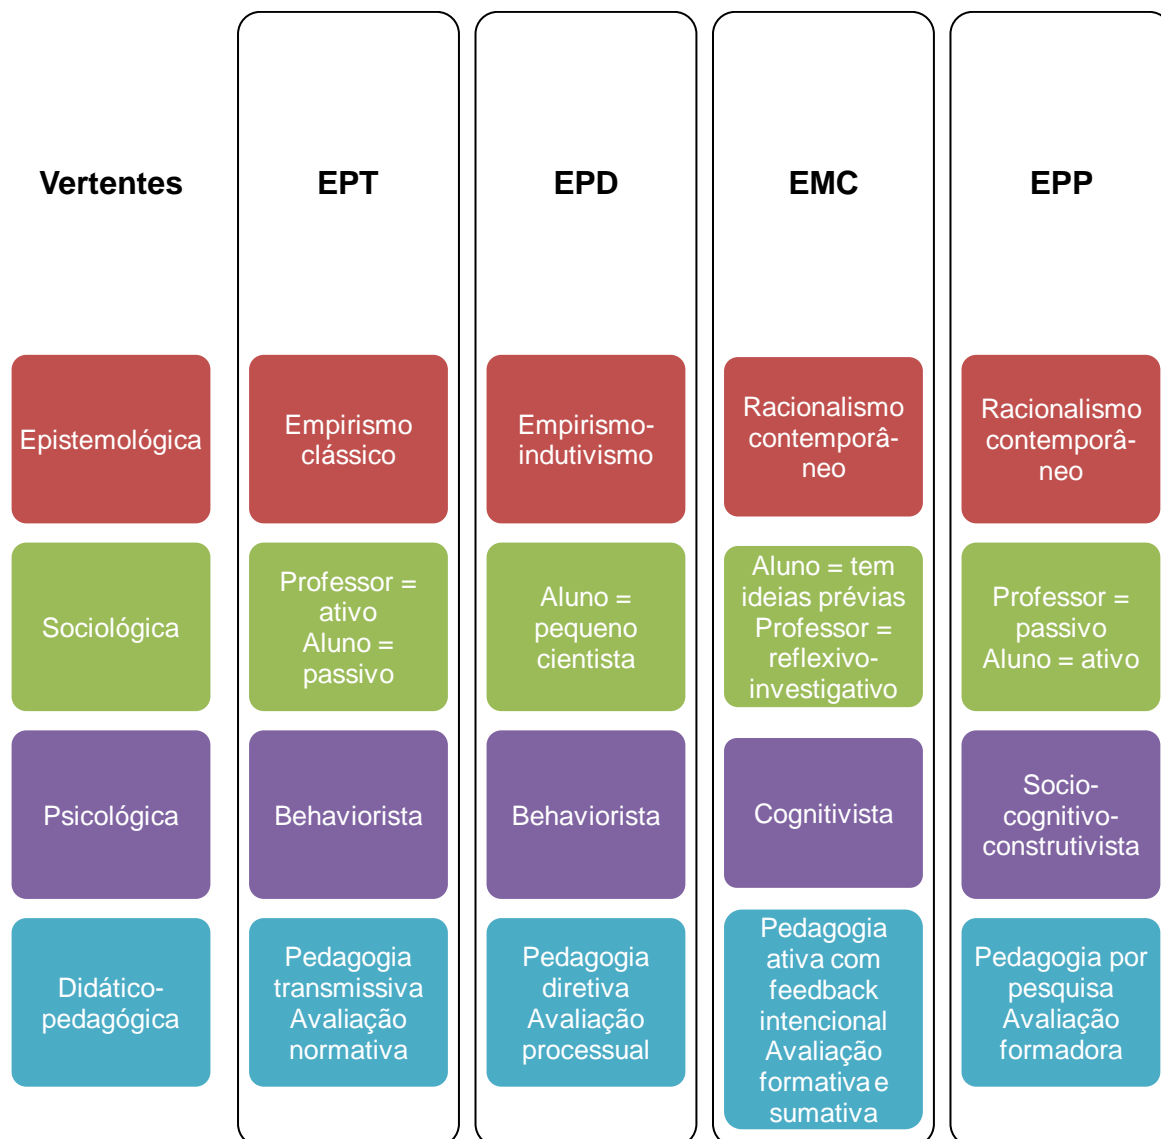 Vertentes
EPT
EPD
EMC
EPP
Epistemológica
Empirismo
clássico
Empirismo-
indutivismo
Racionalismo
contemporâ-
neo
Racionalismo
contemporâ-
neo
Sociológica
Professor =
ativo
Aluno =
passivo
Aluno =
pequeno
cientista
Aluno = tem
ideias prévias
Professor =
reflexivo-
investigativo
Professor =
passivo
Aluno = ativo
Psicológica
Behaviorista
Behaviorista
Cognitivista
Socio-
cognitivo-
construtivista
Didático-
pedagógica
Pedagogia
transmissiva
Avaliação
normativa
Pedagogia
diretiva
Avaliação
processual
Pedagogia
ativa com
feedback
intencional
Avaliação
formativa e
sumativa
Pedagogia por
pesquisa
Avaliação
formadora